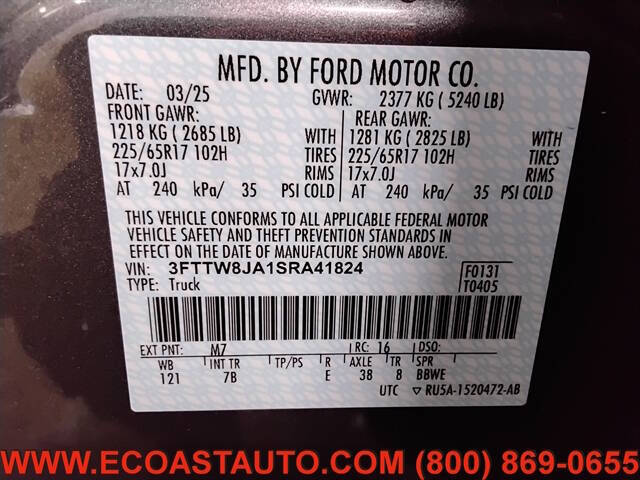 MFD. BY FORD MOTOR CO.
DATE: 03/25 GVWR: 2377 KG ( 5240 LB)
FRONT GAWR: REAR GAWR:
1218 KG ( 2685 LB) WITH 1281 KG ( 2825 LB) WITH
225/65R17 102H TIRES 225/65R17 102H TIRES
17x7.0J RIMS 17x7.0J RIMS
AT 240 kPa/ 35 PSI COLD AT 240 kPa/ 35 PSI COLD
THIS VEHICLE CONFORMS TO ALL APPLICABLE FEDERAL MOTOR
VEHICLE SAFETY AND THEFT PREVENTION STANDARDS IN
EFFECT ON THE DATE OF MANUFACTURE SHOWN ABOVE.
VIN: 3FTTW8JA1SRA41824 F0131
TYPE: Truck T0405
EXT PNT: M7 RC: 16 DSO:
WB INT TR TP/PS R AXLE TR SPR
121 7B E 38 8 BBWE
UTC ▽ RU5A-1520472-AB
WWW.ECOASTAUTO.COM (800) 869-0655